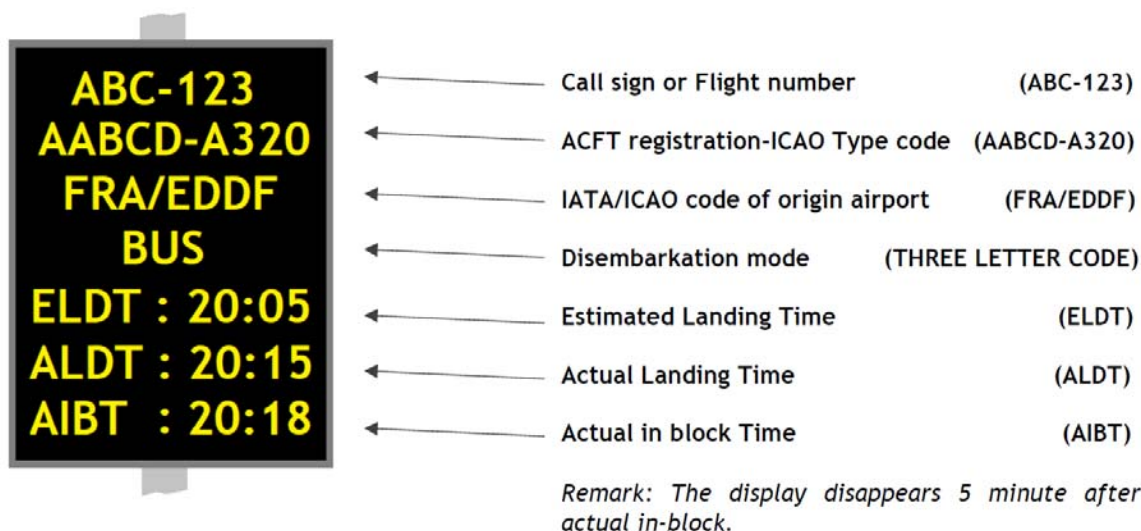 ABC-123
AABCD-A320
FRA/EDDF
BUS
ELDT : 20:05
ALDT : 20:15
AIBT : 20:18
Call sign or Flight number (ABC-123)
ACFT registration-ICAO Type code (AABCD-A320)
IATA/ICAO code of origin airport (FRA/EDDF)
Disembarkation mode (THREE LETTER CODE)
Estimated Landing Time (ELDT)
Actual Landing Time (ALDT)
Actual in block Time (AIBT)
Remark: The display disappears 5 minute after
actual in-block.